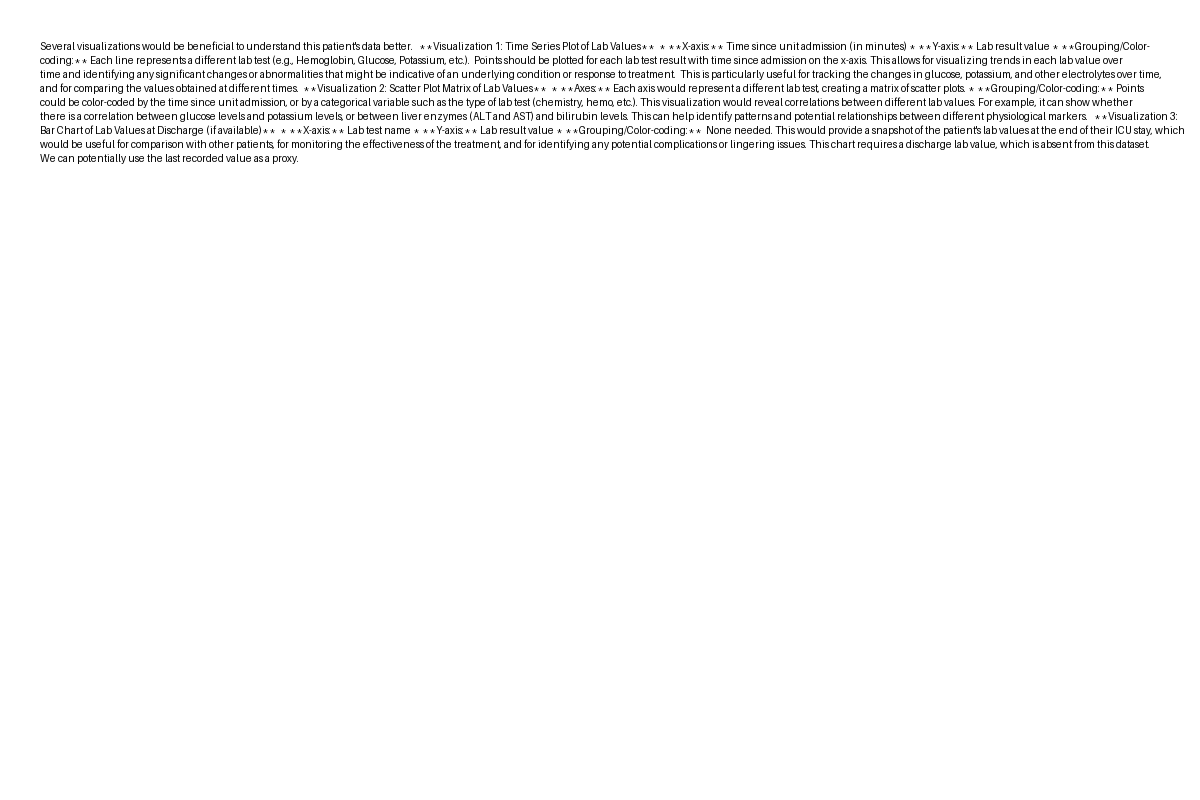 Several visualizations would be beneficial to understand this patient's data better.   **Visualization 1: Time Series Plot of Lab Values**  * **X-axis:** Time since unit admission (in minutes) * **Y-axis:** Lab result value * **Grouping/Color-
coding:** Each line represents a different lab test (e.g., Hemoglobin, Glucose, Potassium, etc.).  Points should be plotted for each lab test result with time since admission on the x-axis. This allows for visualizing trends in each lab value over
time and identifying any significant changes or abnormalities that might be indicative of an underlying condition or response to treatment.  This is particularly useful for tracking the changes in glucose, potassium, and other electrolytes over time,
and for comparing the values obtained at different times.  **Visualization 2: Scatter Plot Matrix of Lab Values**  * **Axes:** Each axis would represent a different lab test, creating a matrix of scatter plots. * **Grouping/Color-coding:** Points
could be color-coded by the time since unit admission, or by a categorical variable such as the type of lab test (chemistry, hemo, etc.). This visualization would reveal correlations between different lab values. For example, it can show whether
there is a correlation between glucose levels and potassium levels, or between liver enzymes (ALT and AST) and bilirubin levels. This can help identify patterns and potential relationships between different physiological markers.   **Visualization 3:
Bar Chart of Lab Values at Discharge (if available)**  * **X-axis:** Lab test name * **Y-axis:** Lab result value * **Grouping/Color-coding:**  None needed. This would provide a snapshot of the patient's lab values at the end of their ICU stay, which
would be useful for comparison with other patients, for monitoring the effectiveness of the treatment, and for identifying any potential complications or lingering issues. This chart requires a discharge lab value, which is absent from this dataset.
We can potentially use the last recorded value as a proxy.